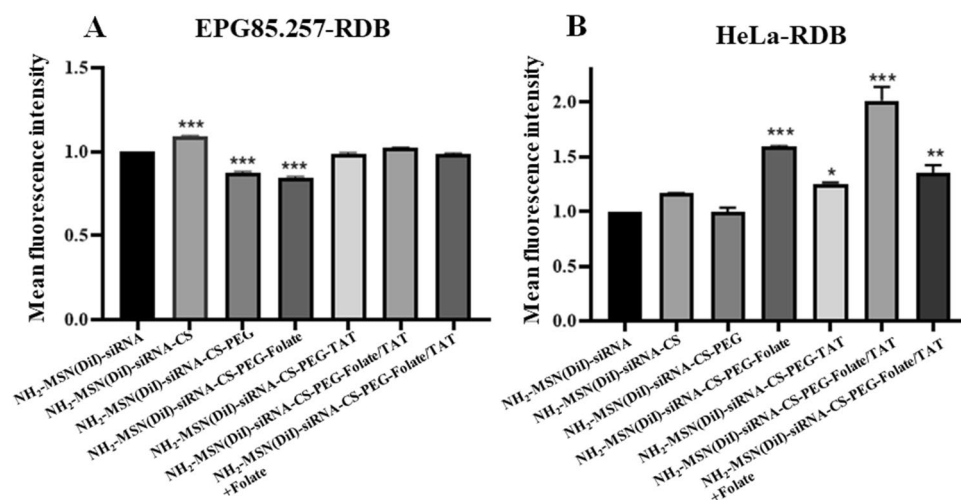 A
EPG85.257-RDB
Mean fluorescence intensity
1.5
1.0
0.5
0.0
***
***
***
NH₂-MSN(DiI)-siRNA
NH₂-MSN(DiI)-siRNA-CS
NH₂-MSN(DiI)-siRNA-CS-PEG
NH₂-MSN(DiI)-siRNA-CS-PEG-Folate
NH₂-MSN(DiI)-siRNA-CS-PEG-TAT
NH₂-MSN(DiI)-siRNA-CS-PEG-Folate/TAT
NH₂-MSN(DiI)-siRNA-CS-PEG-Folate/TAT
+Folate
B
HeLa-RDB
Mean fluorescence intensity
2.0
1.5
1.0
0.5
0.0
***
*
***
**
NH₂-MSN(DiI)-siRNA
NH₂-MSN(DiI)-siRNA-CS
NH₂-MSN(DiI)-siRNA-CS-PEG
NH₂-MSN(DiI)-siRNA-CS-PEG-Folate
NH₂-MSN(DiI)-siRNA-CS-PEG-TAT
NH₂-MSN(DiI)-siRNA-CS-PEG-Folate/TAT
NH₂-MSN(DiI)-siRNA-CS-PEG-Folate/TAT
+Folate